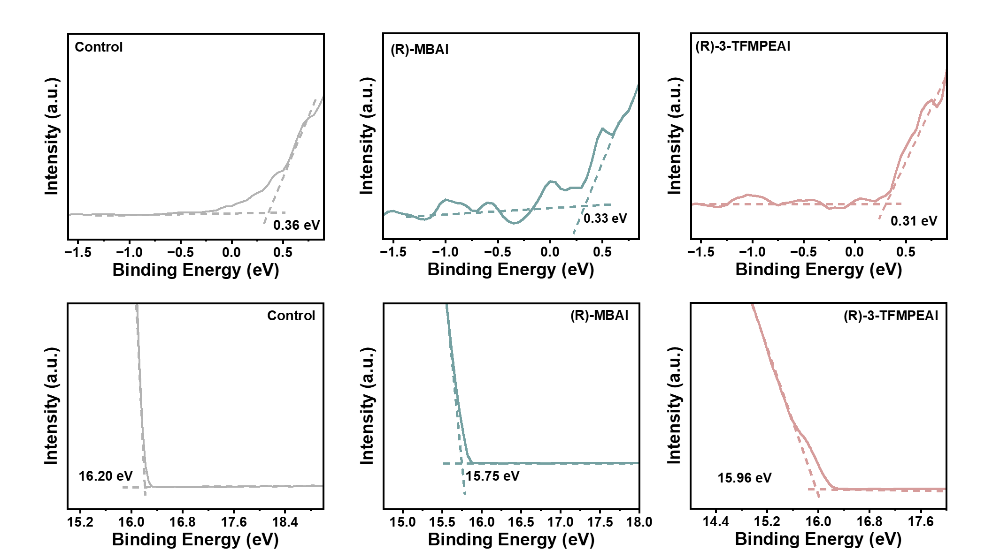 Control
Intensity (a.u.)
0.36 eV
−1.5 −1.0 −0.5 0.0 0.5
Binding Energy (eV)
(R)-MBAI
Intensity (a.u.)
0.33 eV
−1.5 −1.0 −0.5 0.0 0.5
Binding Energy (eV)
(R)-3-TFMPEAI
Intensity (a.u.)
0.31 eV
−1.5 −1.0 −0.5 0.0 0.5
Binding Energy (eV)
Control
Intensity (a.u.)
16.20 eV
15.2 16.0 16.8 17.6 18.4
Binding Energy (eV)
(R)-MBAI
Intensity (a.u.)
15.75 eV
15.0 15.5 16.0 16.5 17.0 17.5 18.0
Binding Energy (eV)
(R)-3-TFMPEAI
Intensity (a.u.)
15.96 eV
14.4 15.2 16.0 16.8 17.6
Binding Energy (eV)